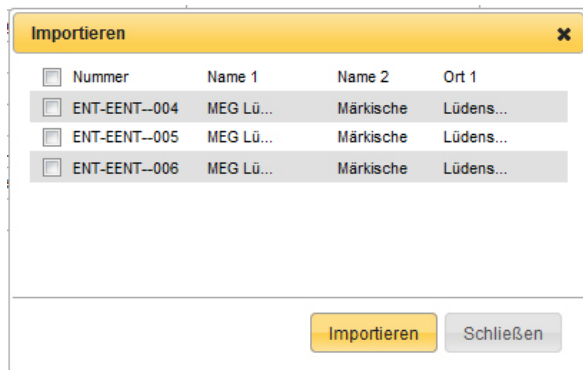 Importieren
Nummer Name 1 Name 2 Ort 1
ENT-EENT--004 MEG Lü... Märkische Lüdens...
ENT-EENT--005 MEG Lü... Märkische Lüdens...
ENT-EENT--006 MEG Lü... Märkische Lüdens...
Importieren Schließen